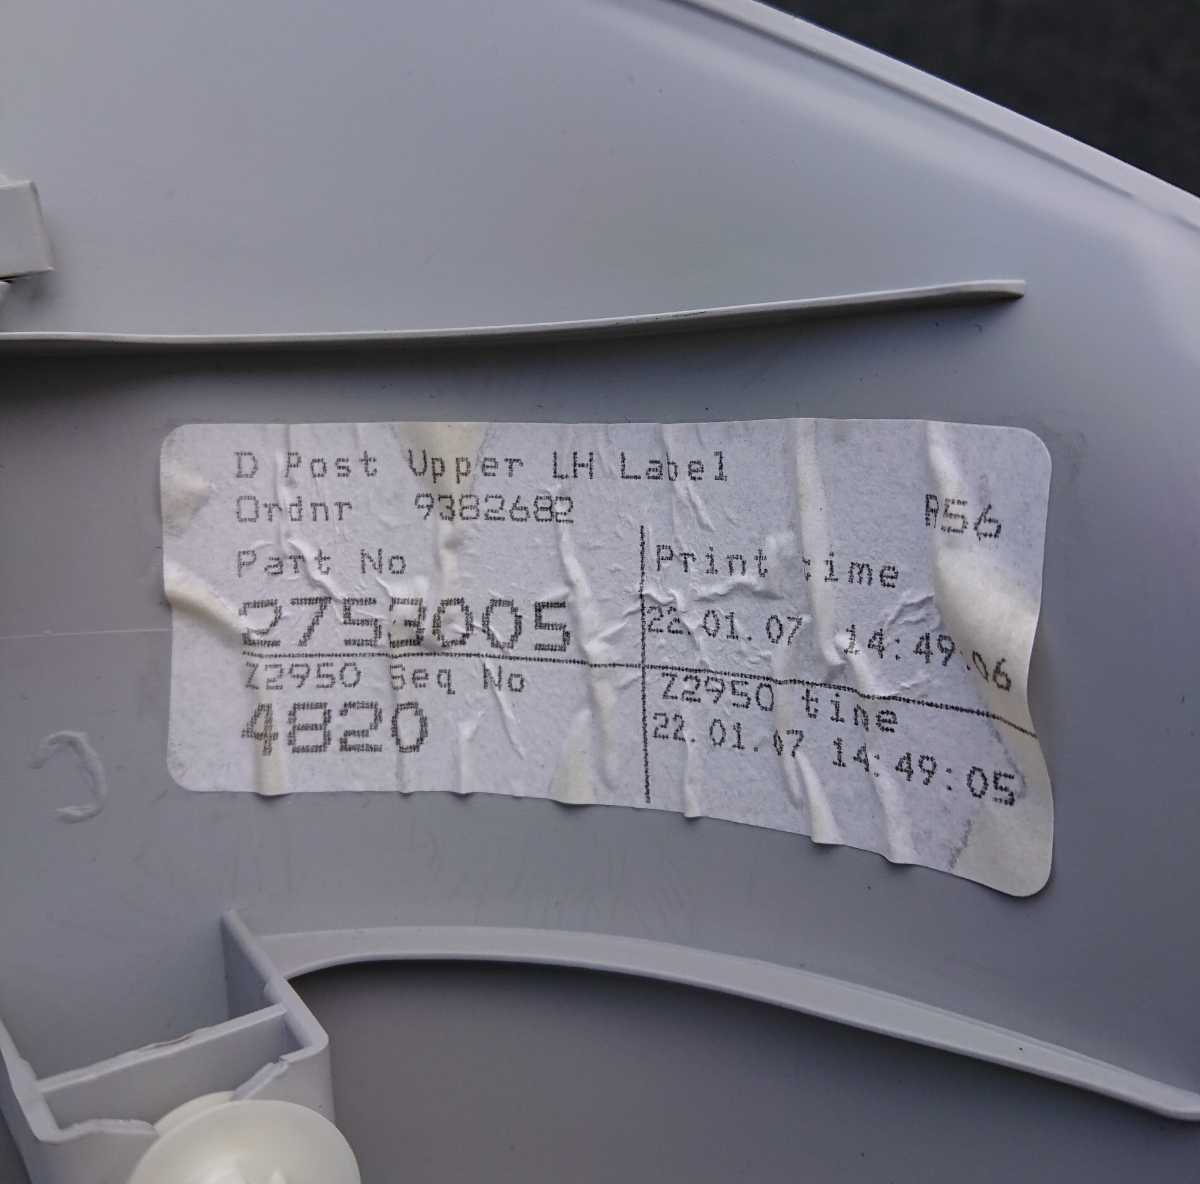 D Post Upper LH Label
Ordnr 9382682
A56
Part No
2753005
Print time
22.01.07 14:49:06
Z2950 Seq No
4820
Z2950 time
22.01.07 14:49:05